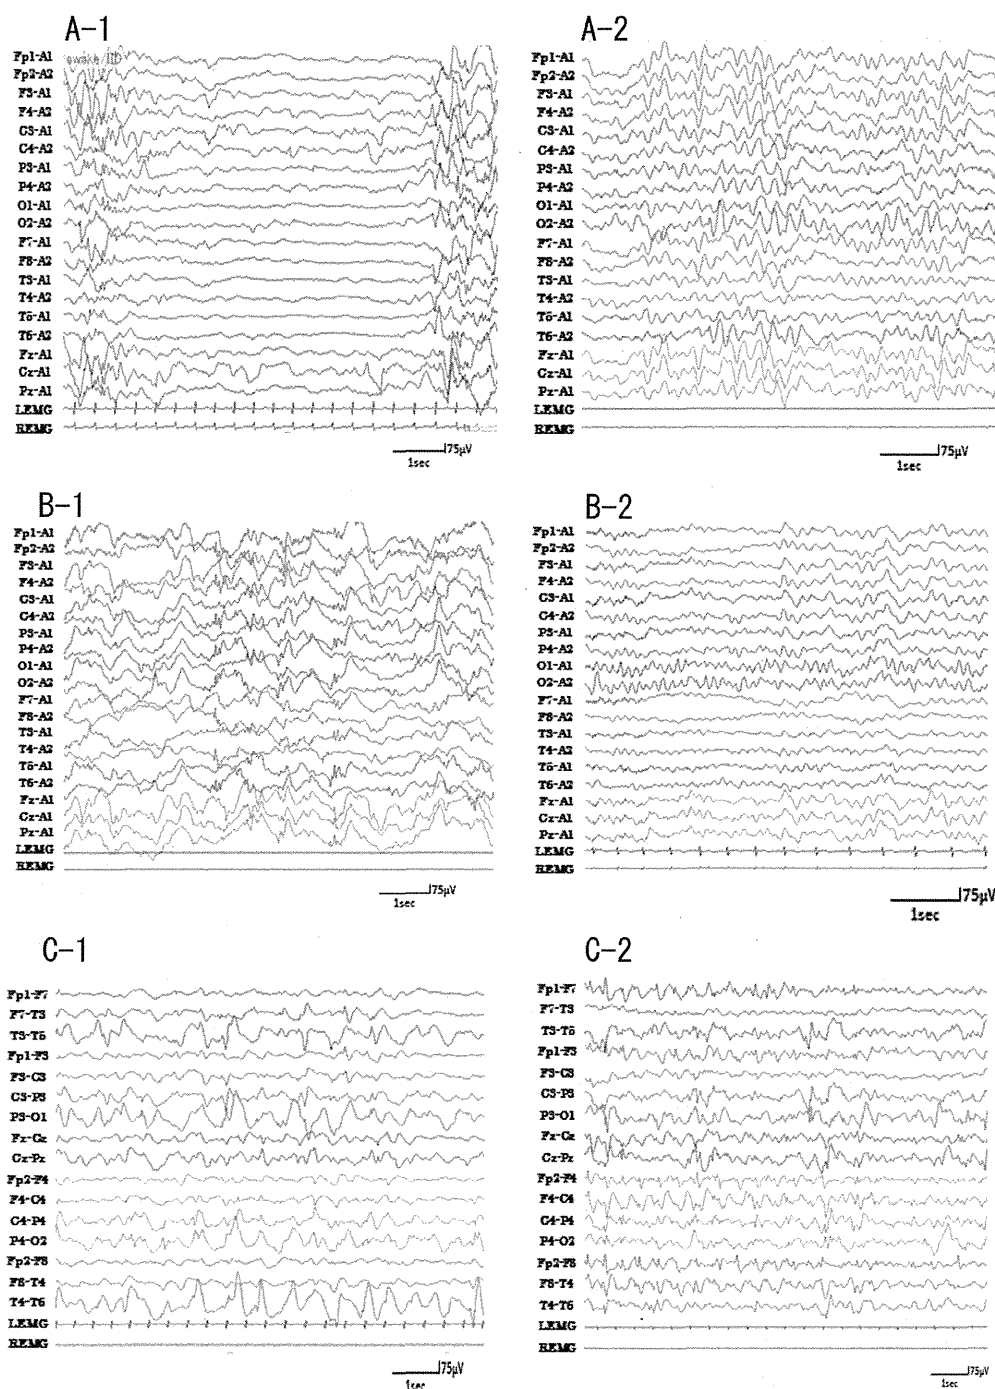 A-1
Fp1-A1
awake
Fp2-A2
F3-A1
F4-A2
C3-A1
C4-A2
P3-A1
P4-A2
O1-A1
O2-A2
F7-A1
F8-A2
T3-A1
T4-A2
T5-A1
T6-A2
Fz-A1
Cz-A1
Pz-A1
LEMG
REMG
75μV
1sec
A-2
Fp1-A1
Fp2-A2
F3-A1
F4-A2
C3-A1
C4-A2
P3-A1
P4-A2
O1-A1
O2-A2
F7-A1
F8-A2
T3-A1
T4-A2
T5-A1
T6-A2
Fz-A1
Cz-A1
Pz-A1
LEMG
REMG
75μV
1sec
B-1
Fp1-A1
Fp2-A2
F3-A1
F4-A2
C3-A1
C4-A2
P3-A1
P4-A2
O1-A1
O2-A2
F7-A1
F8-A2
T3-A1
T4-A2
T5-A1
T6-A2
Fz-A1
Cz-A1
Pz-A1
LEMG
REMG
75μV
1sec
B-2
Fp1-A1
Fp2-A2
F3-A1
F4-A2
C3-A1
C4-A2
P3-A1
P4-A2
O1-A1
O2-A2
F7-A1
F8-A2
T3-A1
T4-A2
T5-A1
T6-A2
Fz-A1
Cz-A1
Pz-A1
LEMG
REMG
75μV
1sec
C-1
Fp1-F7
F7-T3
T3-T5
Fp1-F3
F3-C3
C3-P3
P3-O1
Fz-Cz
Cz-Pz
Fp2-F4
F4-C4
C4-P4
P4-O2
Fp2-F8
F8-T4
T4-T6
LEMG
REMG
75μV
1sec
C-2
Fp1-F7
F7-T3
T3-T5
Fp1-F3
F3-C3
C3-P3
P3-O1
Fz-Cz
Cz-Pz
Fp2-F4
F4-C4
C4-P4
P4-O2
Fp2-F8
F8-T4
T4-T6
LEMG
REMG
75μV
1sec